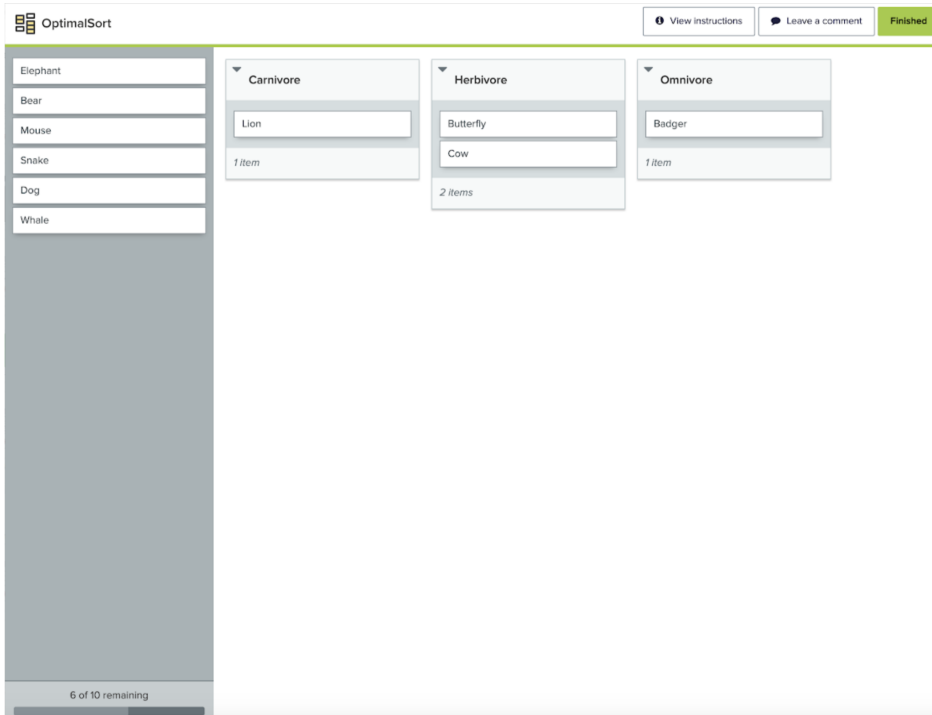 OptimalSort
View instructions
Leave a comment
Finished
Elephant
Bear
Mouse
Snake
Dog
Whale
6 of 10 remaining
Carnivore
Lion
1 item
Herbivore
Butterfly
Cow
2 items
Omnivore
Badger
1 item